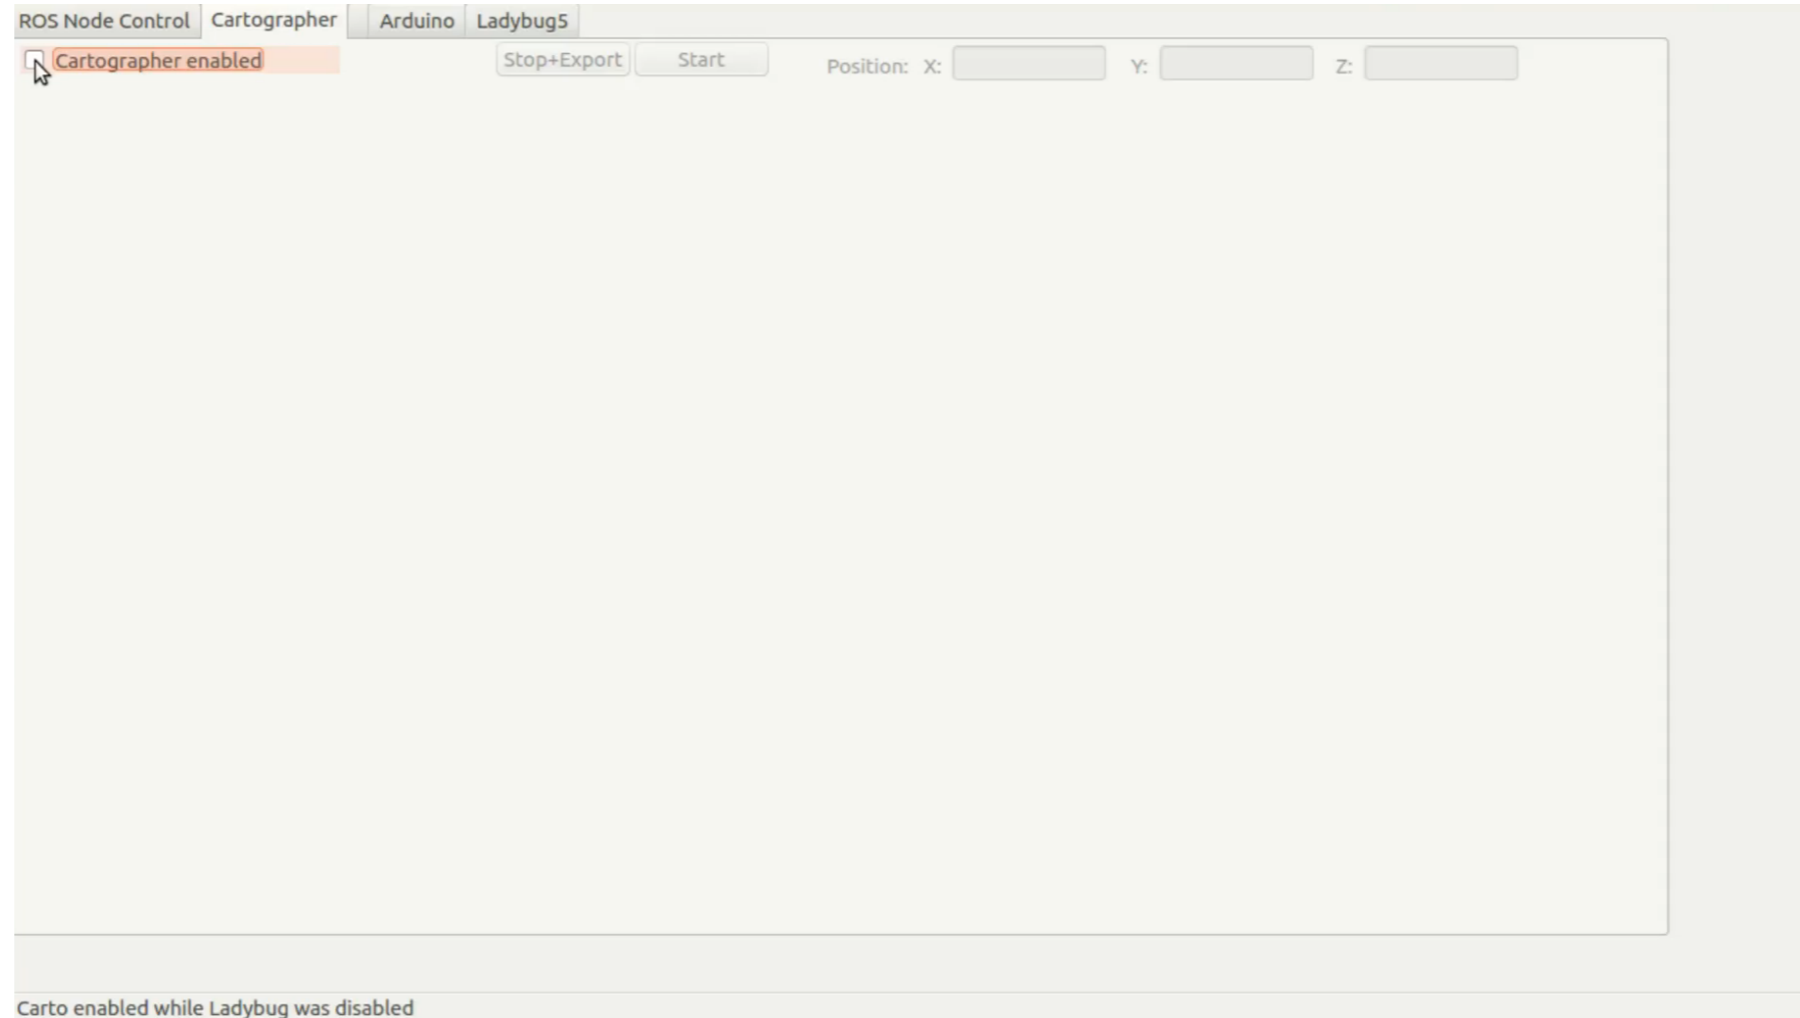 ROS Node Control Cartographer Arduino Ladybug5
Cartographer enabled Stop+Export Start Position: X: Y: Z:
Carto enabled while Ladybug was disabled